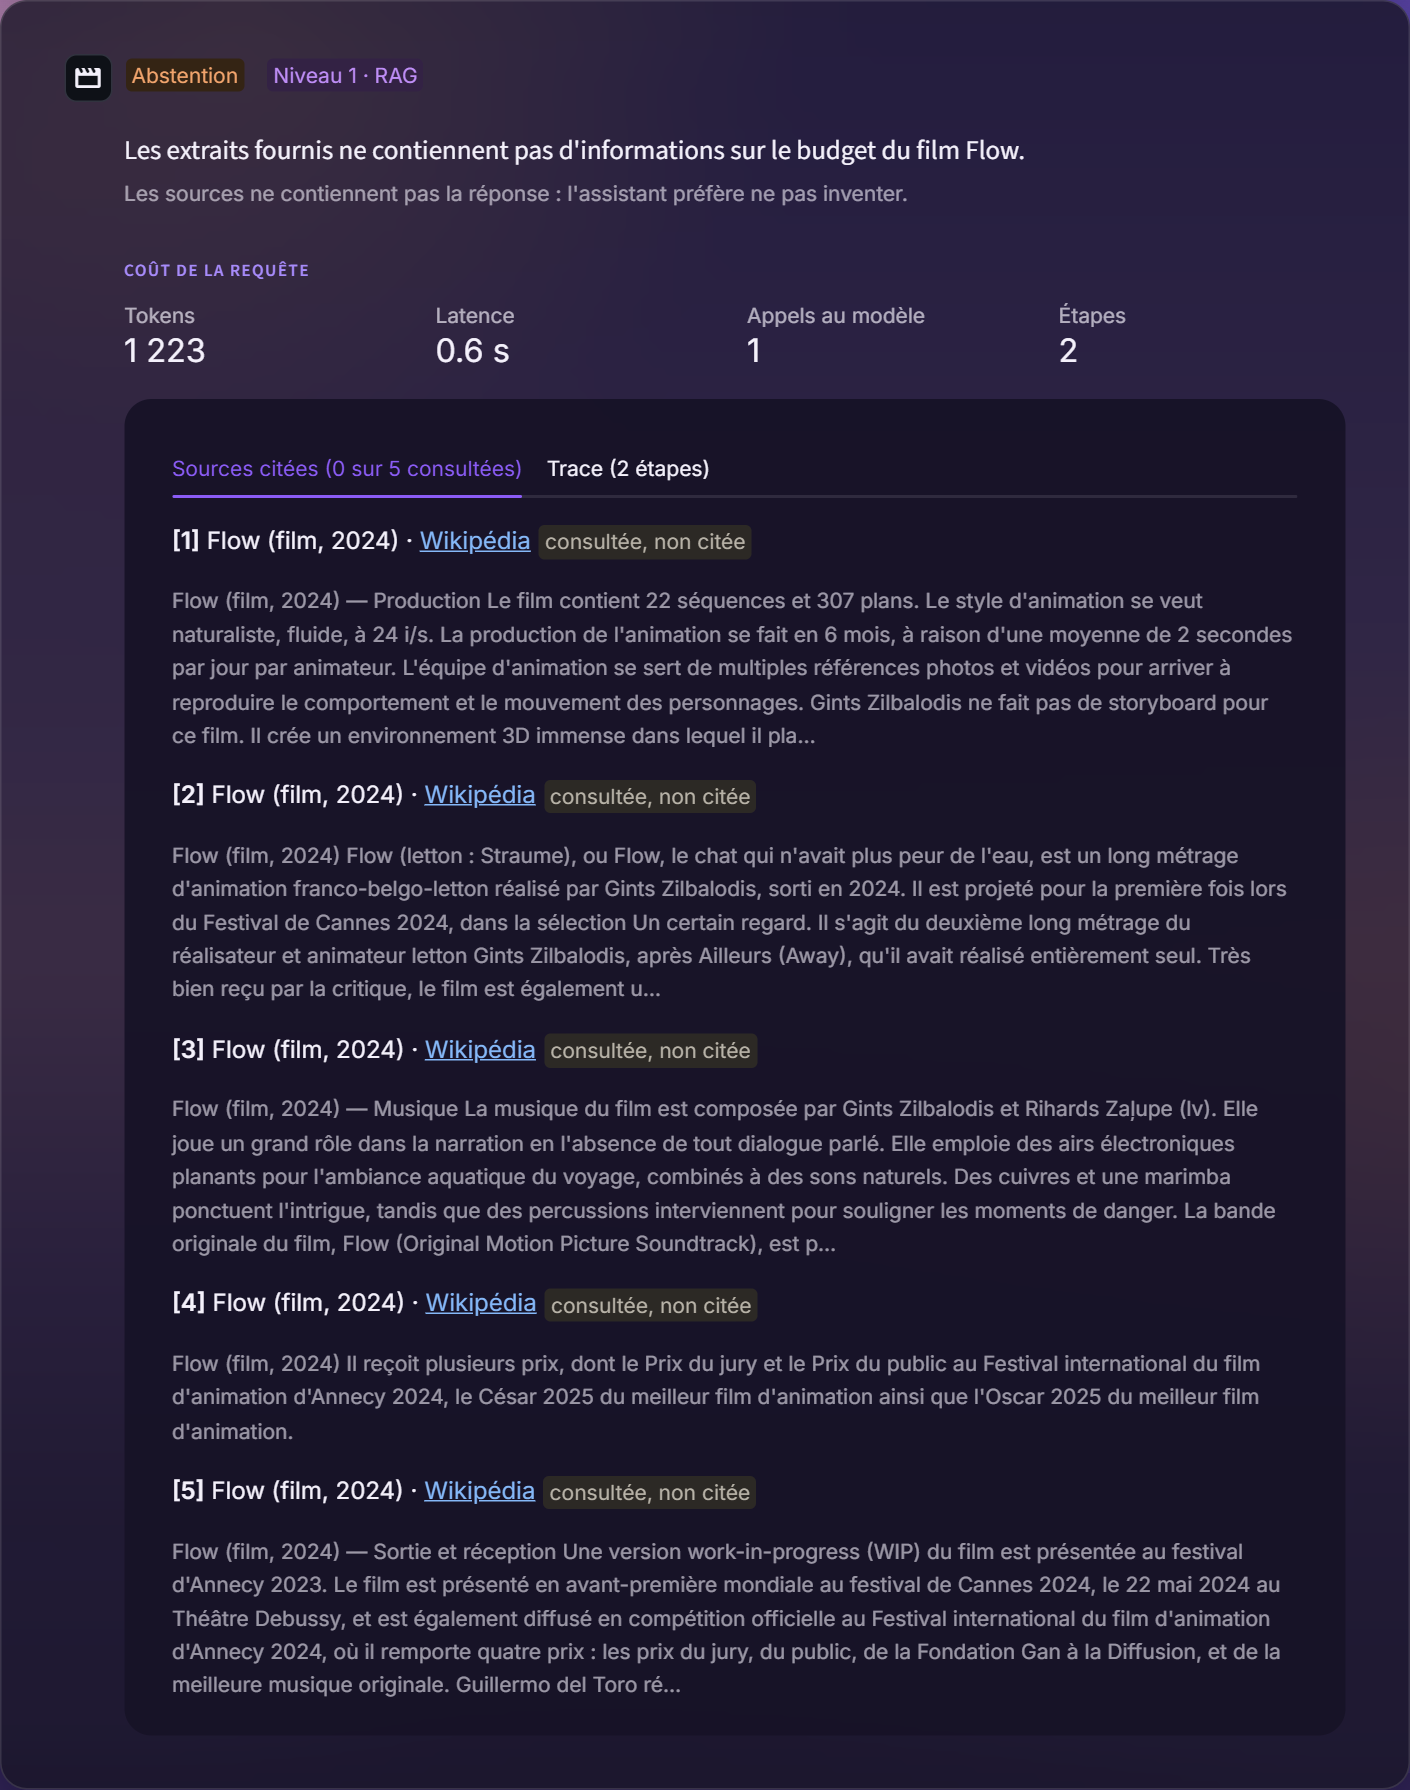 Abstention
Niveau 1 · RAG
Les extraits fournis ne contiennent pas d'informations sur le budget du film Flow.
Les sources ne contiennent pas la réponse : l'assistant préfère ne pas inventer.
COÛT DE LA REQUÊTE
Tokens
1 223
Latence
0.6 s
Appels au modèle
1
Étapes
2
Sources citées (0 sur 5 consultées)
Trace (2 étapes)
[1] Flow (film, 2024) · Wikipédia consultée, non citée
Flow (film, 2024) — Production Le film contient 22 séquences et 307 plans. Le style d'animation se veut
naturaliste, fluide, à 24 i/s. La production de l'animation se fait en 6 mois, à raison d'une moyenne de 2 secondes
par jour par animateur. L'équipe d'animation se sert de multiples références photos et vidéos pour arriver à
reproduire le comportement et le mouvement des personnages. Gints Zilbalodis ne fait pas de storyboard pour
ce film. Il crée un environnement 3D immense dans lequel il pla...
[2] Flow (film, 2024) · Wikipédia consultée, non citée
Flow (film, 2024) Flow (letton : Straume), ou Flow, le chat qui n'avait plus peur de l'eau, est un long métrage
d'animation franco-belgo-letton réalisé par Gints Zilbalodis, sorti en 2024. Il est projeté pour la première fois lors
du Festival de Cannes 2024, dans la sélection Un certain regard. Il s'agit du deuxième long métrage du
réalisateur et animateur letton Gints Zilbalodis, après Ailleurs (Away), qu'il avait réalisé entièrement seul. Très
bien reçu par la critique, le film est également u...
[3] Flow (film, 2024) · Wikipédia consultée, non citée
Flow (film, 2024) — Musique La musique du film est composée par Gints Zilbalodis et Rihards Zaļupe (lv). Elle
joue un grand rôle dans la narration en l'absence de tout dialogue parlé. Elle emploie des airs électroniques
planants pour l'ambiance aquatique du voyage, combinés à des sons naturels. Des cuivres et une marimba
ponctuent l'intrigue, tandis que des percussions interviennent pour souligner les moments de danger. La bande
originale du film, Flow (Original Motion Picture Soundtrack), est p...
[4] Flow (film, 2024) · Wikipédia consultée, non citée
Flow (film, 2024) Il reçoit plusieurs prix, dont le Prix du jury et le Prix du public au Festival international du film
d'animation d'Annecy 2024, le César 2025 du meilleur film d'animation ainsi que l'Oscar 2025 du meilleur film
d'animation.
[5] Flow (film, 2024) · Wikipédia consultée, non citée
Flow (film, 2024) — Sortie et réception Une version work-in-progress (WIP) du film est présentée au festival
d'Annecy 2023. Le film est présenté en avant-première mondiale au festival de Cannes 2024, le 22 mai 2024 au
Théâtre Debussy, et est également diffusé en compétition officielle au Festival international du film d'animation
d'Annecy 2024, où il remporte quatre prix : les prix du jury, du public, de la Fondation Gan à la Diffusion, et de la
meilleure musique originale. Guillermo del Toro ré...